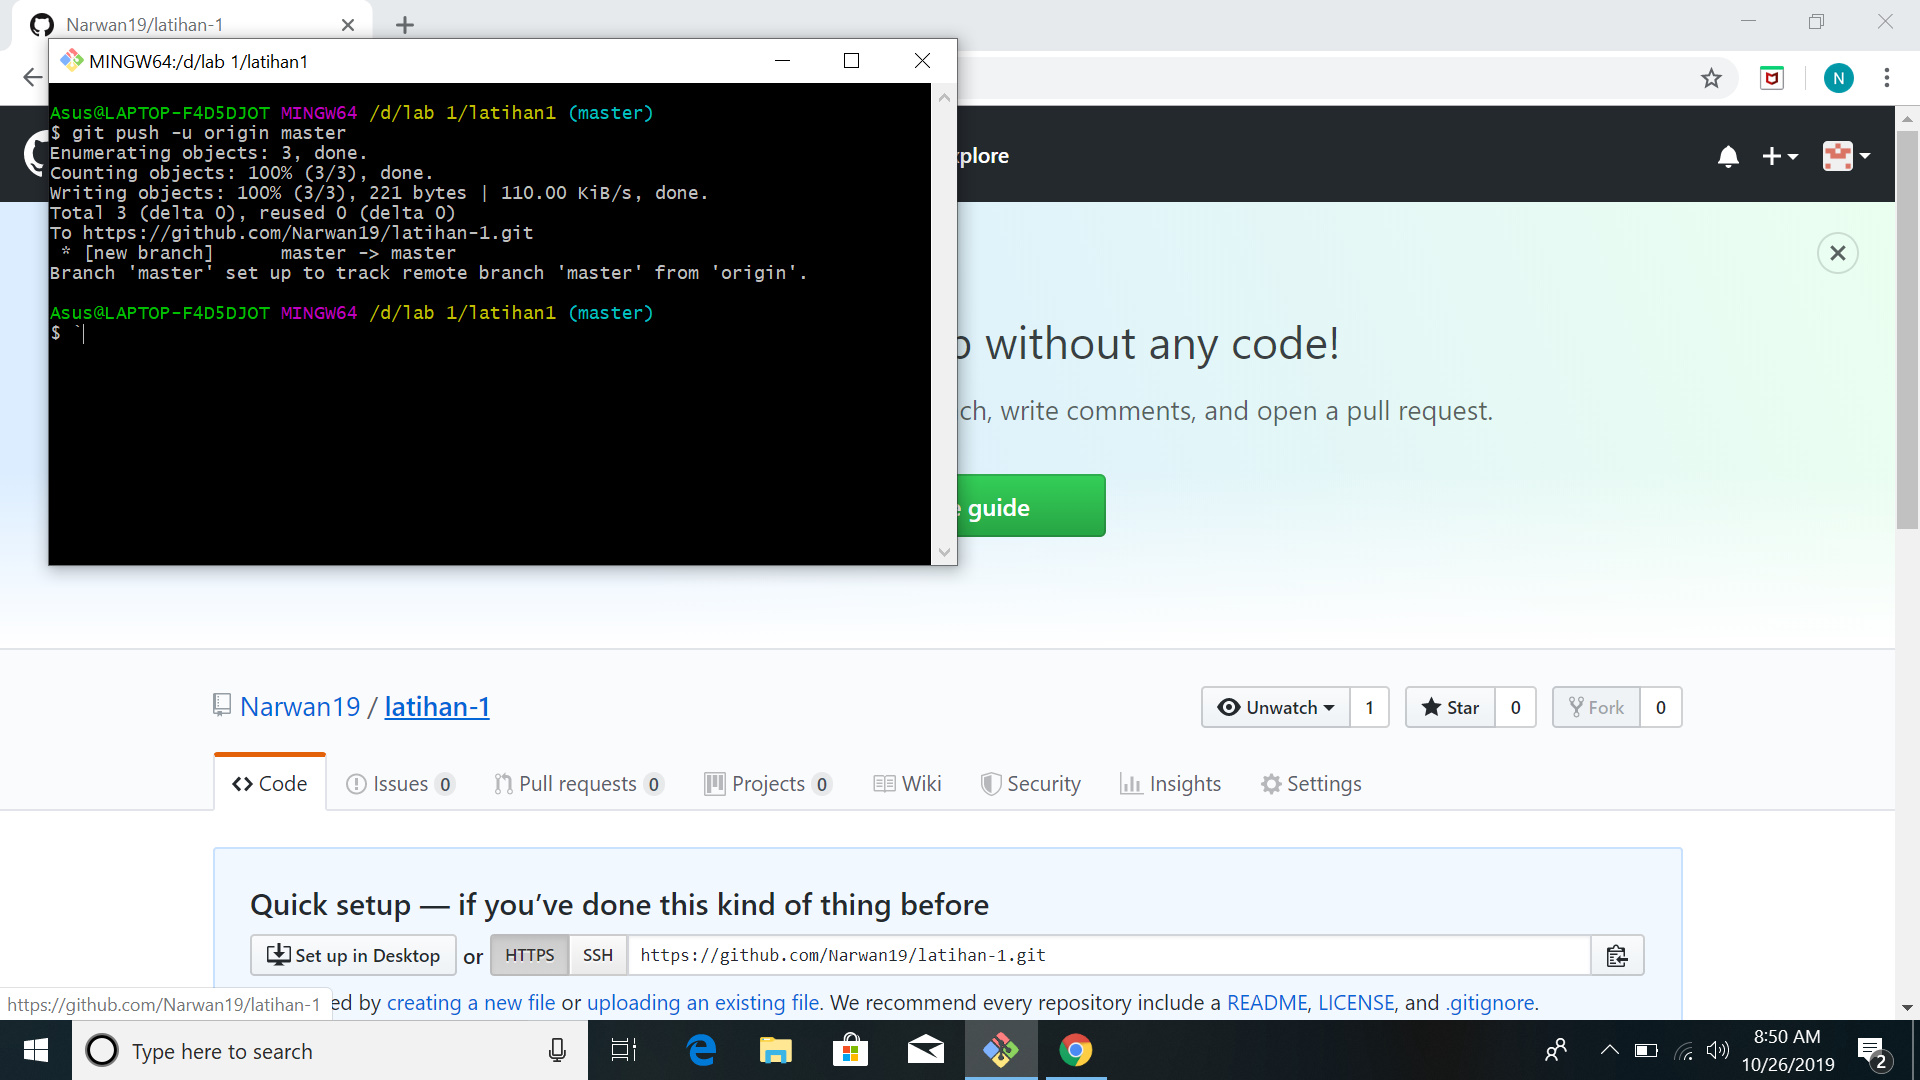 Narwan19/latihan-1
MINGW64:/d/lab 1/latihan1
N
Asus@LAPTOP-F4D5DJOT MINGW64 /d/lab 1/latihan1 (master)
$ git push -u origin master
Enumerating objects: 3, done.
Counting objects: 100% (3/3), done.
Writing objects: 100% (3/3), 221 bytes | 110.00 KiB/s, done.
Total 3 (delta 0), reused 0 (delta 0)
To https://github.com/Narwan19/latihan-1.git
 * [new branch]      master -> master
Branch 'master' set up to track remote branch 'master' from 'origin'.
Asus@LAPTOP-F4D5DJOT MINGW64 /d/lab 1/latihan1 (master)
$ `
xplore
without any code!
ch, write comments, and open a pull request.
e guide
Narwan19 / latihan-1
Unwatch 1 Star 0 Fork 0
Code Issues 0 Pull requests 0 Projects 0 Wiki Security Insights Settings
Quick setup — if you’ve done this kind of thing before
Set up in Desktop or HTTPS SSH https://github.com/Narwan19/latihan-1.git
https://github.com/Narwan19/latihan-1
ed by creating a new file or uploading an existing file. We recommend every repository include a README, LICENSE, and .gitignore.
Type here to search
8:50 AM
10/26/2019
2